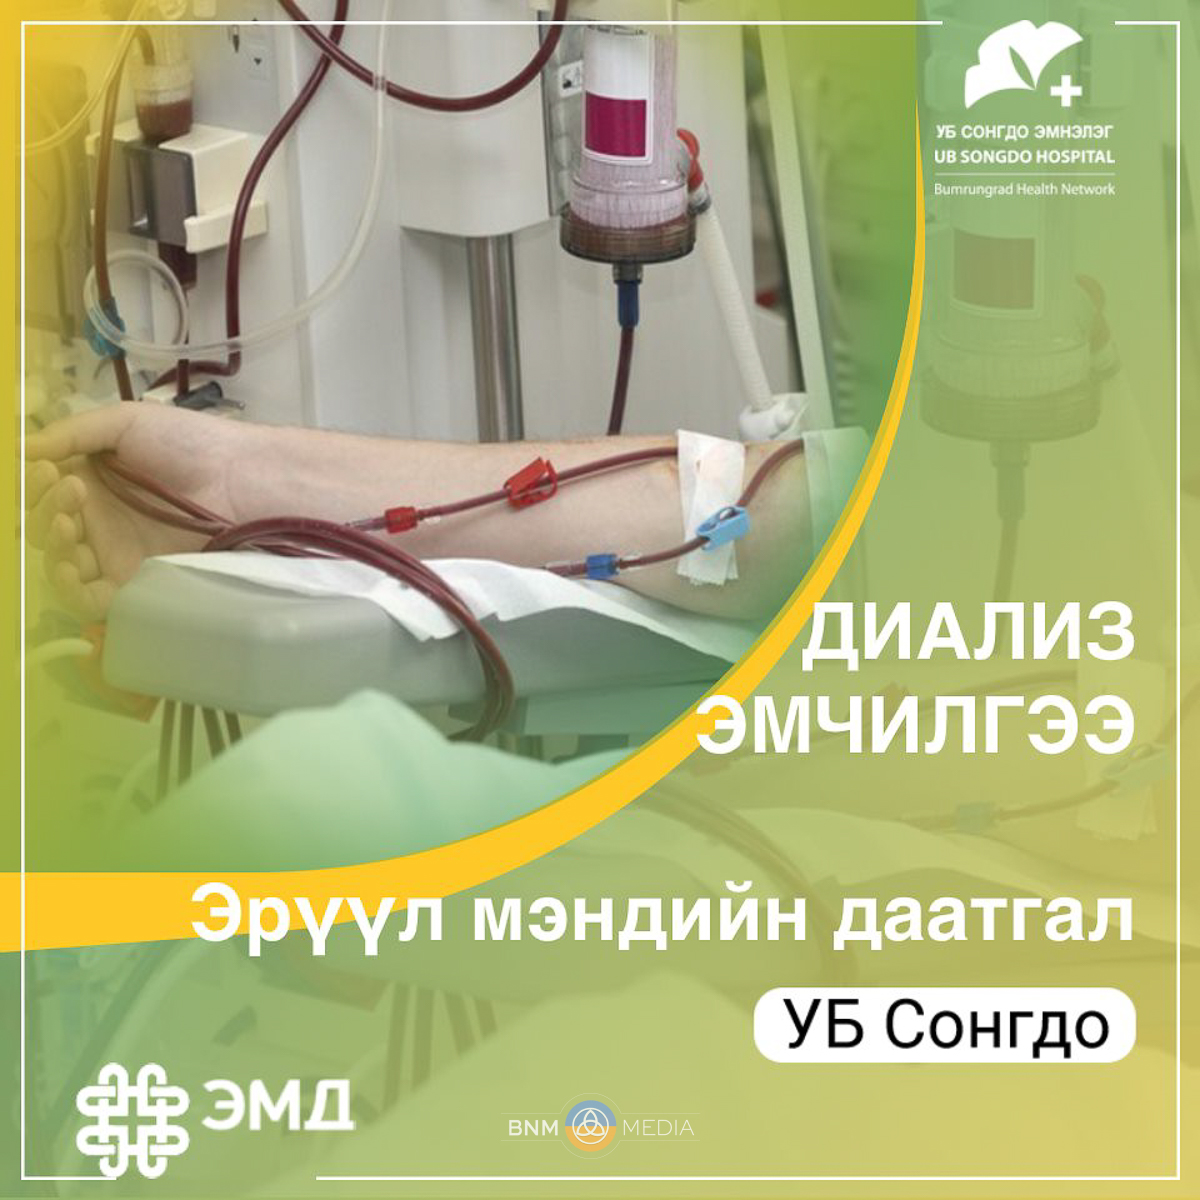 УБ СОНГДО ЭМНЭЛЭГ
UB SONGDO HOSPITAL
Bumrungrad Health Network
ДИАЛИЗ
ЭМЧИЛГЭЭ
Эрүүл мэндийн даатгал
УБ Сонгдо
ЭМД
BNM MEDIA